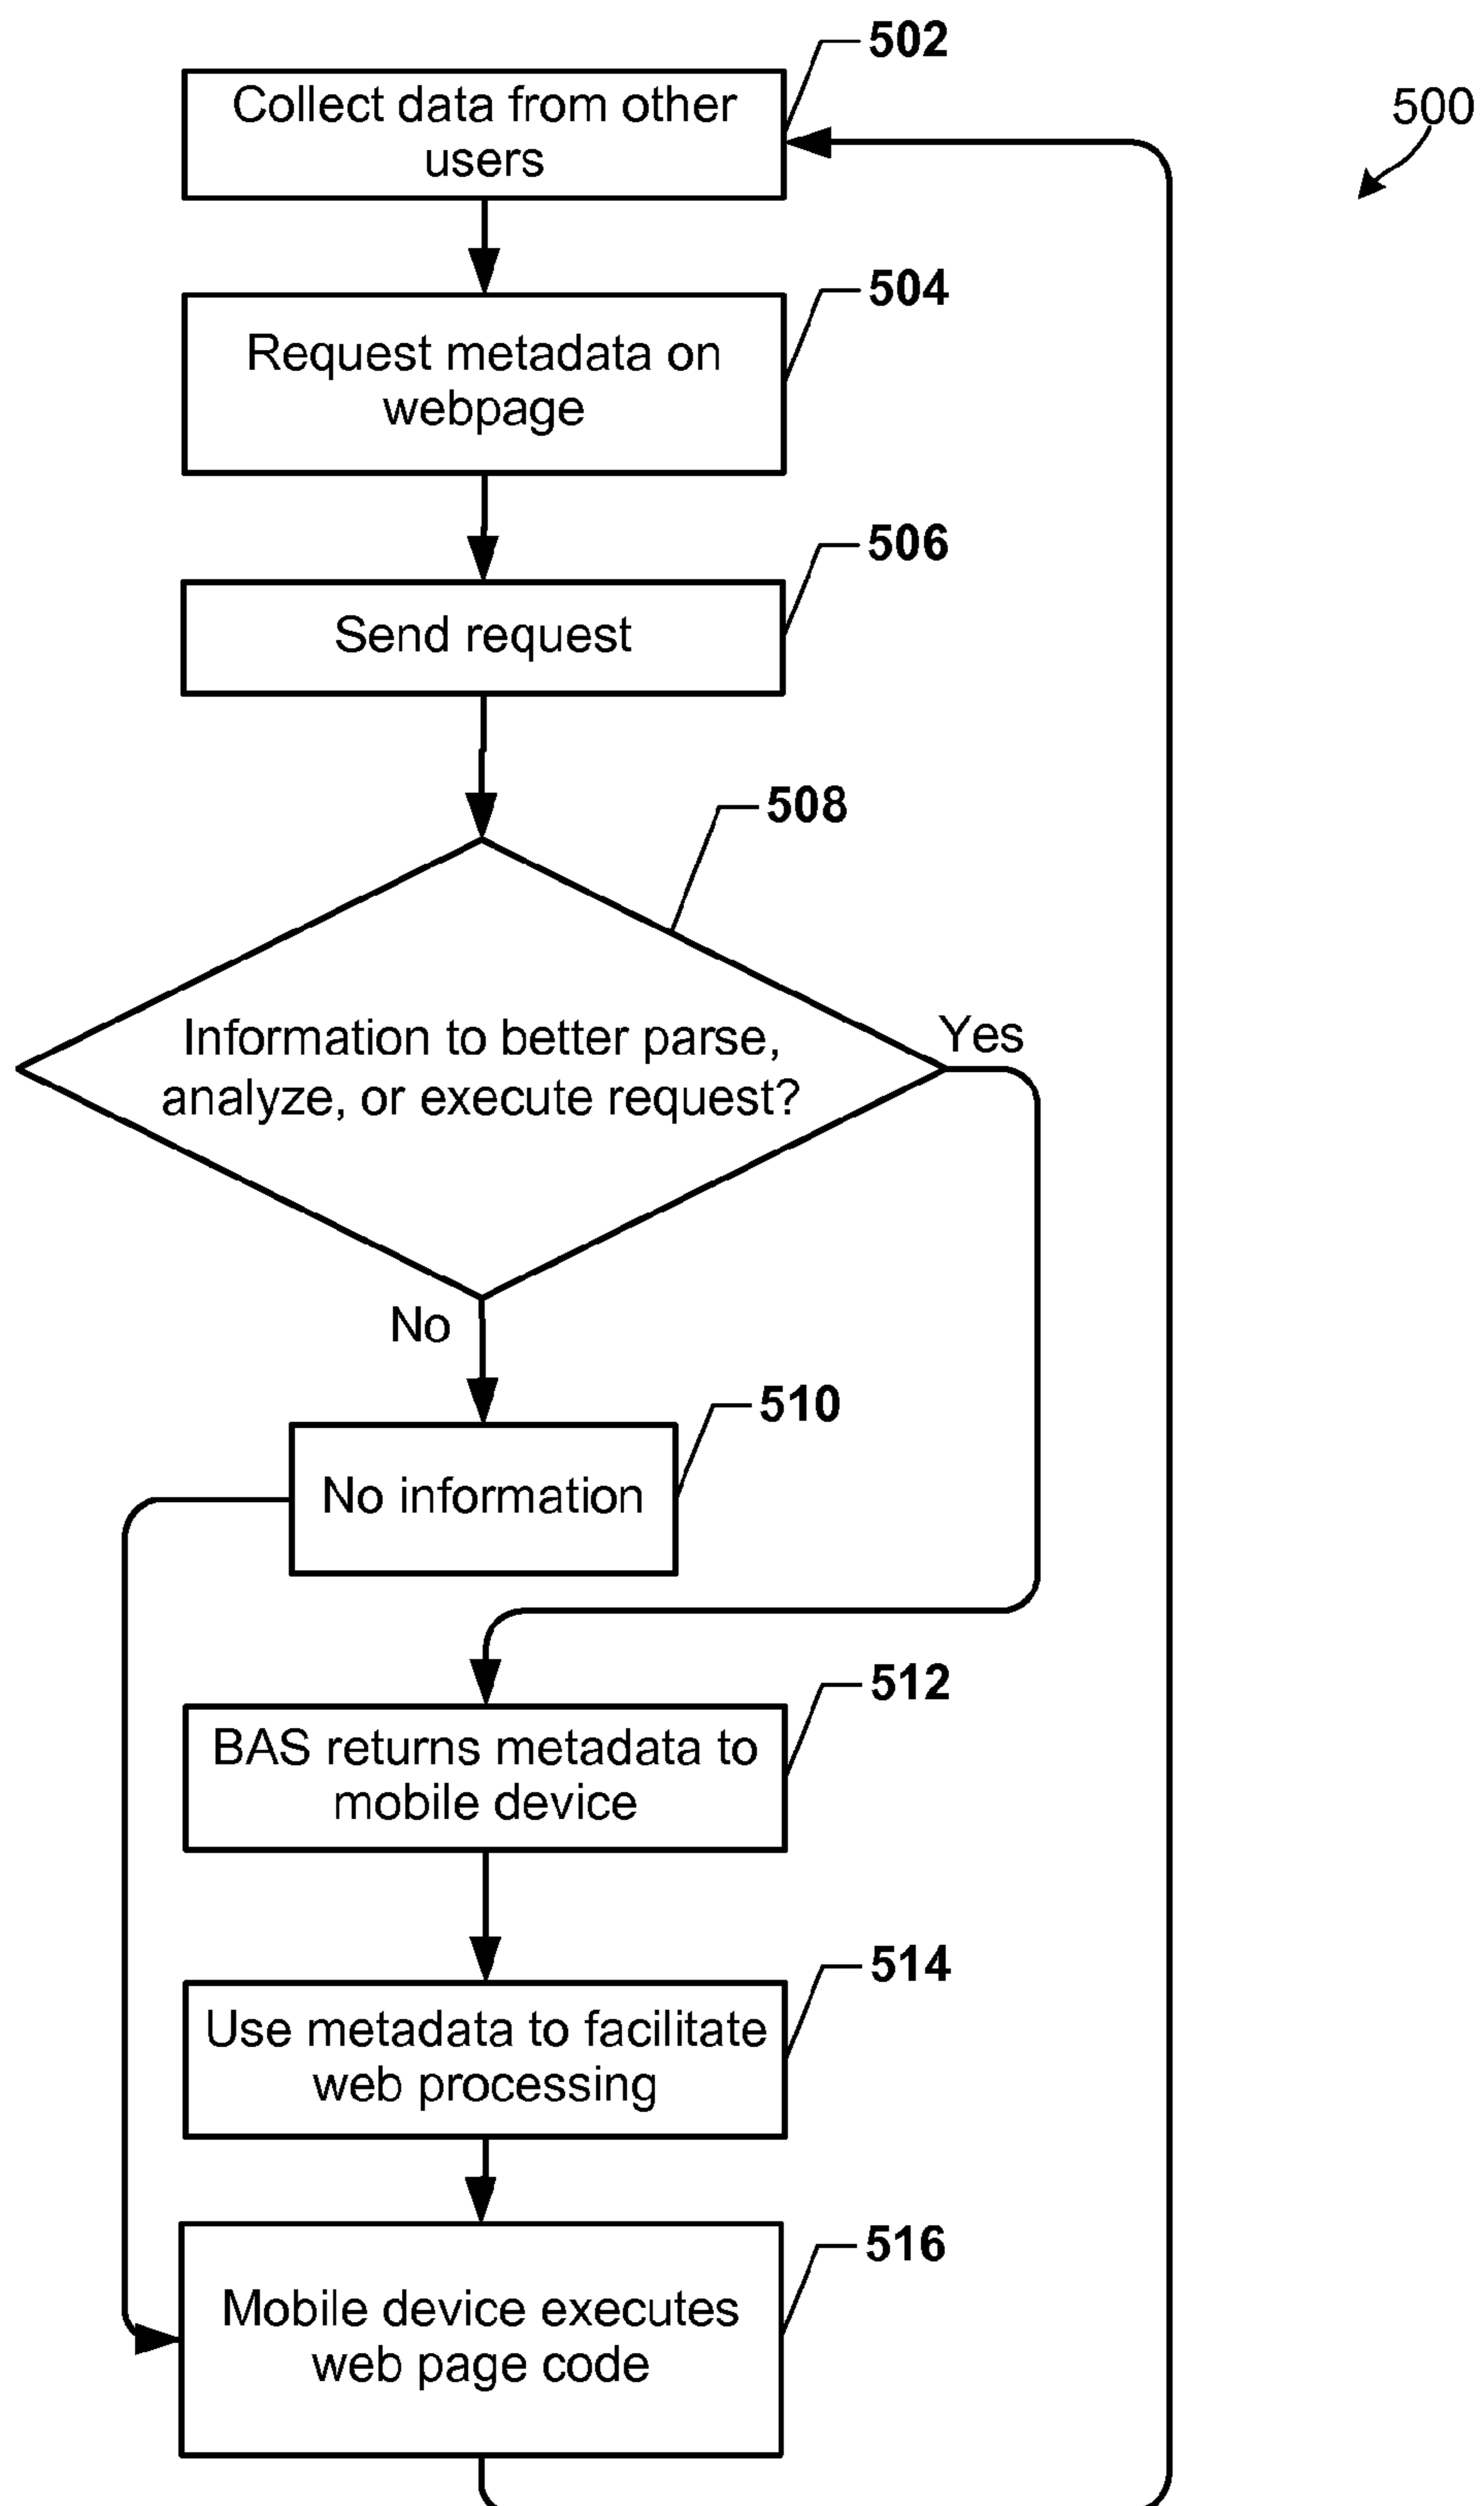 502
Collect data from other
users
500
504
Request metadata on
webpage
506
Send request
508
Information to better parse,
analyze, or execute request?
Yes
No
510
No information
512
BAS returns metadata to
mobile device
514
Use metadata to facilitate
web processing
516
Mobile device executes
web page code